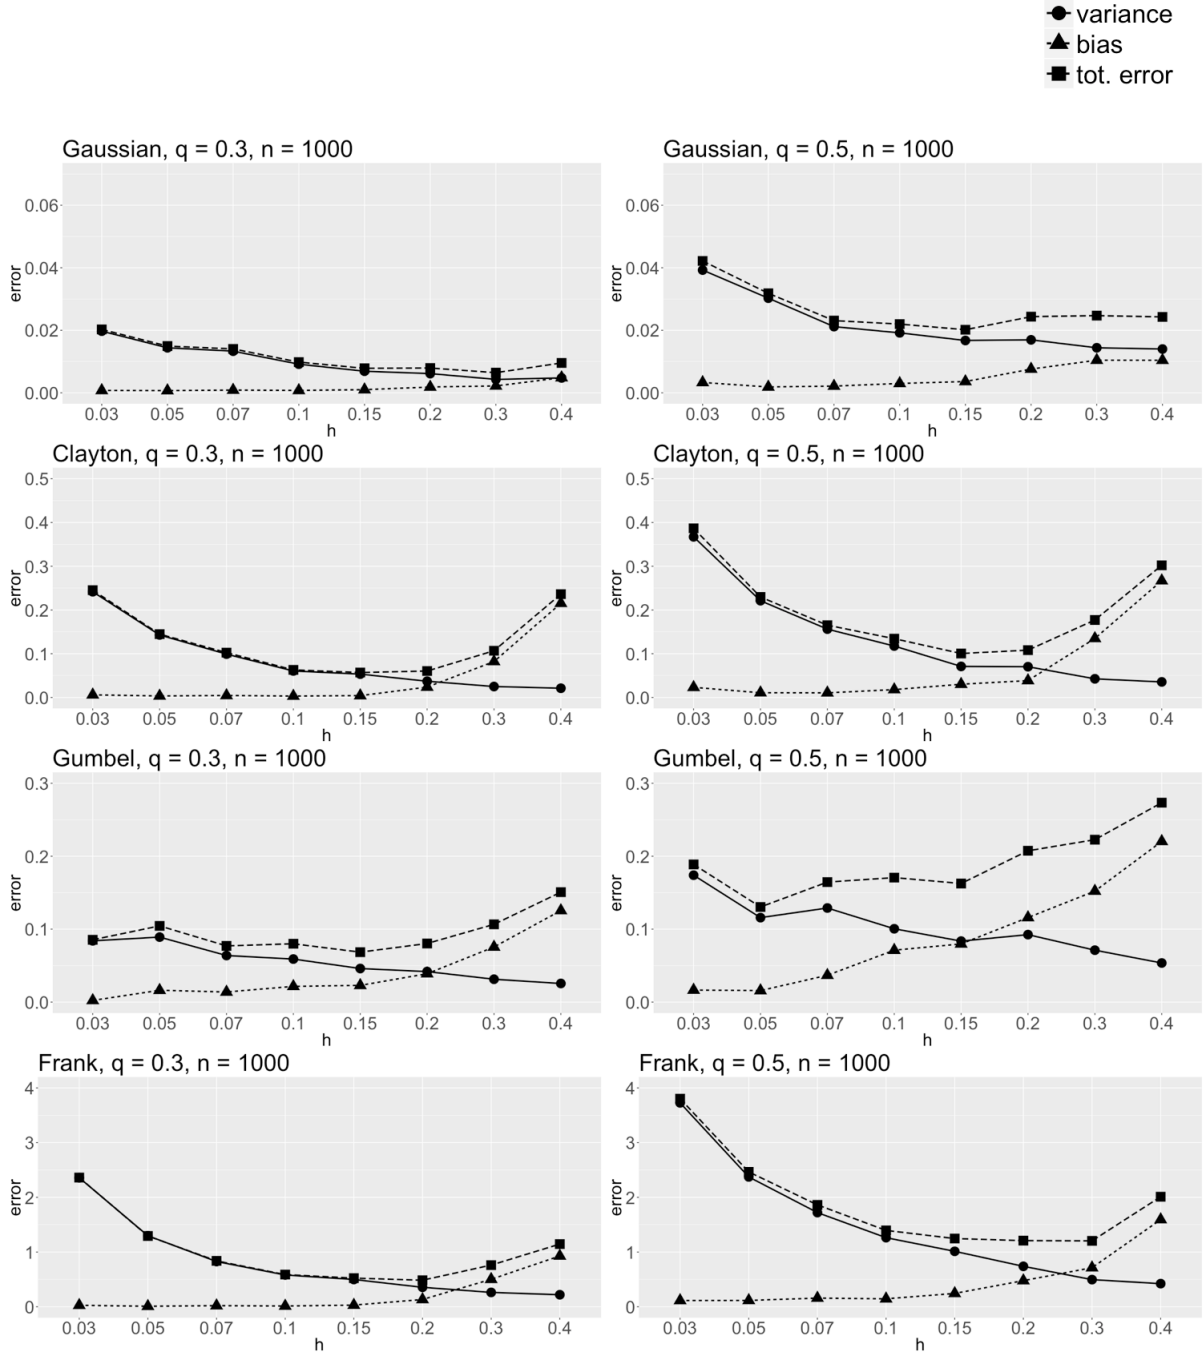 variance
bias
tot. error
Gaussian, q = 0.3, n = 1000
0.06
0.04
0.02
0.00
error
0.03 0.05 0.07 0.1 0.15 0.2 0.3 0.4
h
Gaussian, q = 0.5, n = 1000
0.06
0.04
0.02
0.00
error
0.03 0.05 0.07 0.1 0.15 0.2 0.3 0.4
h
Clayton, q = 0.3, n = 1000
0.5
0.4
0.3
0.2
0.1
0.0
error
0.03 0.05 0.07 0.1 0.15 0.2 0.3 0.4
h
Clayton, q = 0.5, n = 1000
0.5
0.4
0.3
0.2
0.1
0.0
error
0.03 0.05 0.07 0.1 0.15 0.2 0.3 0.4
h
Gumbel, q = 0.3, n = 1000
0.3
0.2
0.1
0.0
error
0.03 0.05 0.07 0.1 0.15 0.2 0.3 0.4
h
Gumbel, q = 0.5, n = 1000
0.3
0.2
0.1
0.0
error
0.03 0.05 0.07 0.1 0.15 0.2 0.3 0.4
h
Frank, q = 0.3, n = 1000
4
3
2
1
0
error
0.03 0.05 0.07 0.1 0.15 0.2 0.3 0.4
h
Frank, q = 0.5, n = 1000
4
3
2
1
0
error
0.03 0.05 0.07 0.1 0.15 0.2 0.3 0.4
h